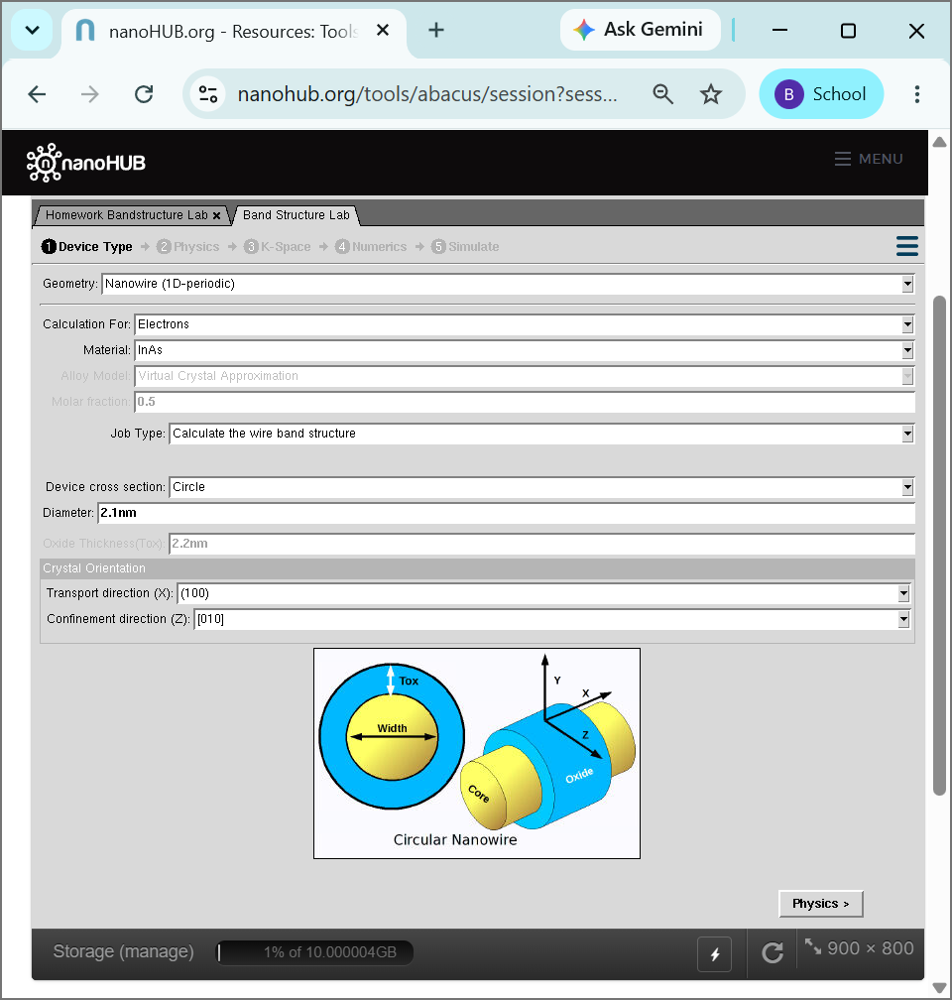 nanoHUB.org - Resources: Tools
Ask Gemini
nanohub.org/tools/abacus/session?sess...
B School
nanoHUB
MENU
Homework Bandstructure Lab
Band Structure Lab
1 Device Type → 2 Physics → 3 K-Space → 4 Numerics → 5 Simulate
Geometry: Nanowire (1D-periodic)
Calculation For: Electrons
Material: InAs
Alloy Model: Virtual Crystal Approximation
Molar fraction: 0.5
Job Type: Calculate the wire band structure
Device cross section: Circle
Diameter: 2.1nm
Oxide Thickness(Tox): 2.2nm
Crystal Orientation
Transport direction (X): (100)
Confinement direction (Z): [010]
Tox
Width
Y
X
Z
Oxide
Core
Circular Nanowire
Physics >
Storage (manage)
1% of 10.000004GB
900 × 800